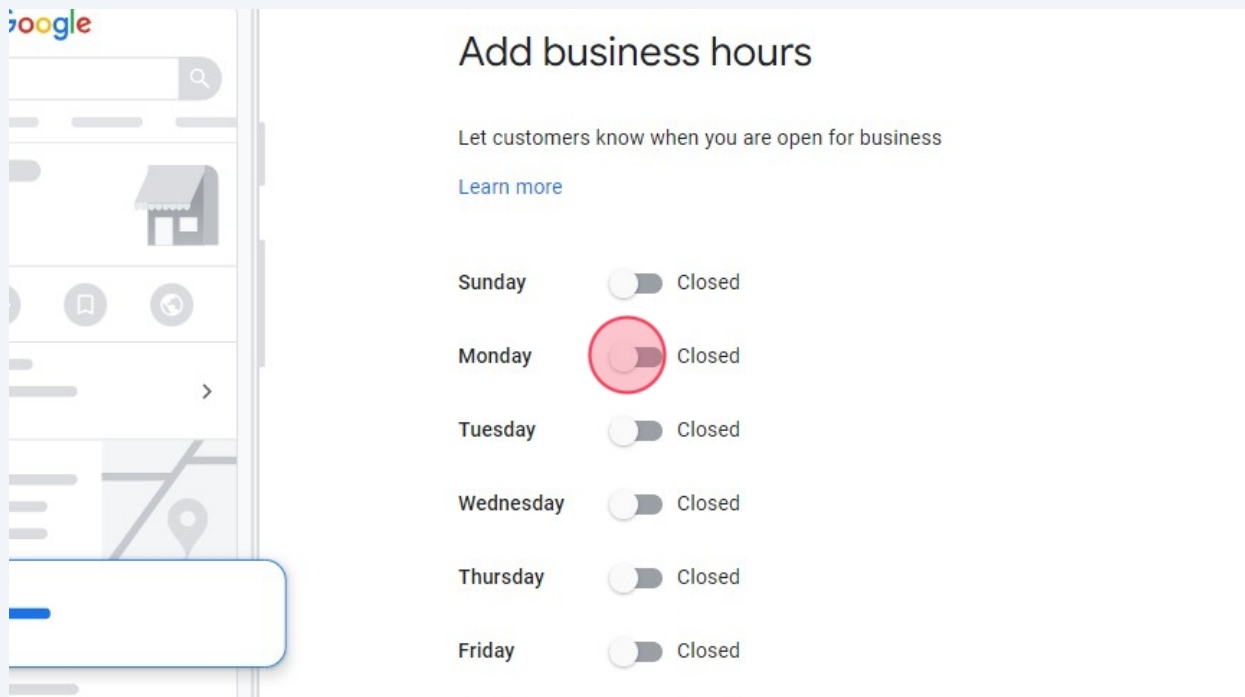 Google
Add business hours
Let customers know when you are open for business
Learn more
Sunday Closed
Monday Closed
Tuesday Closed
Wednesday Closed
Thursday Closed
Friday Closed